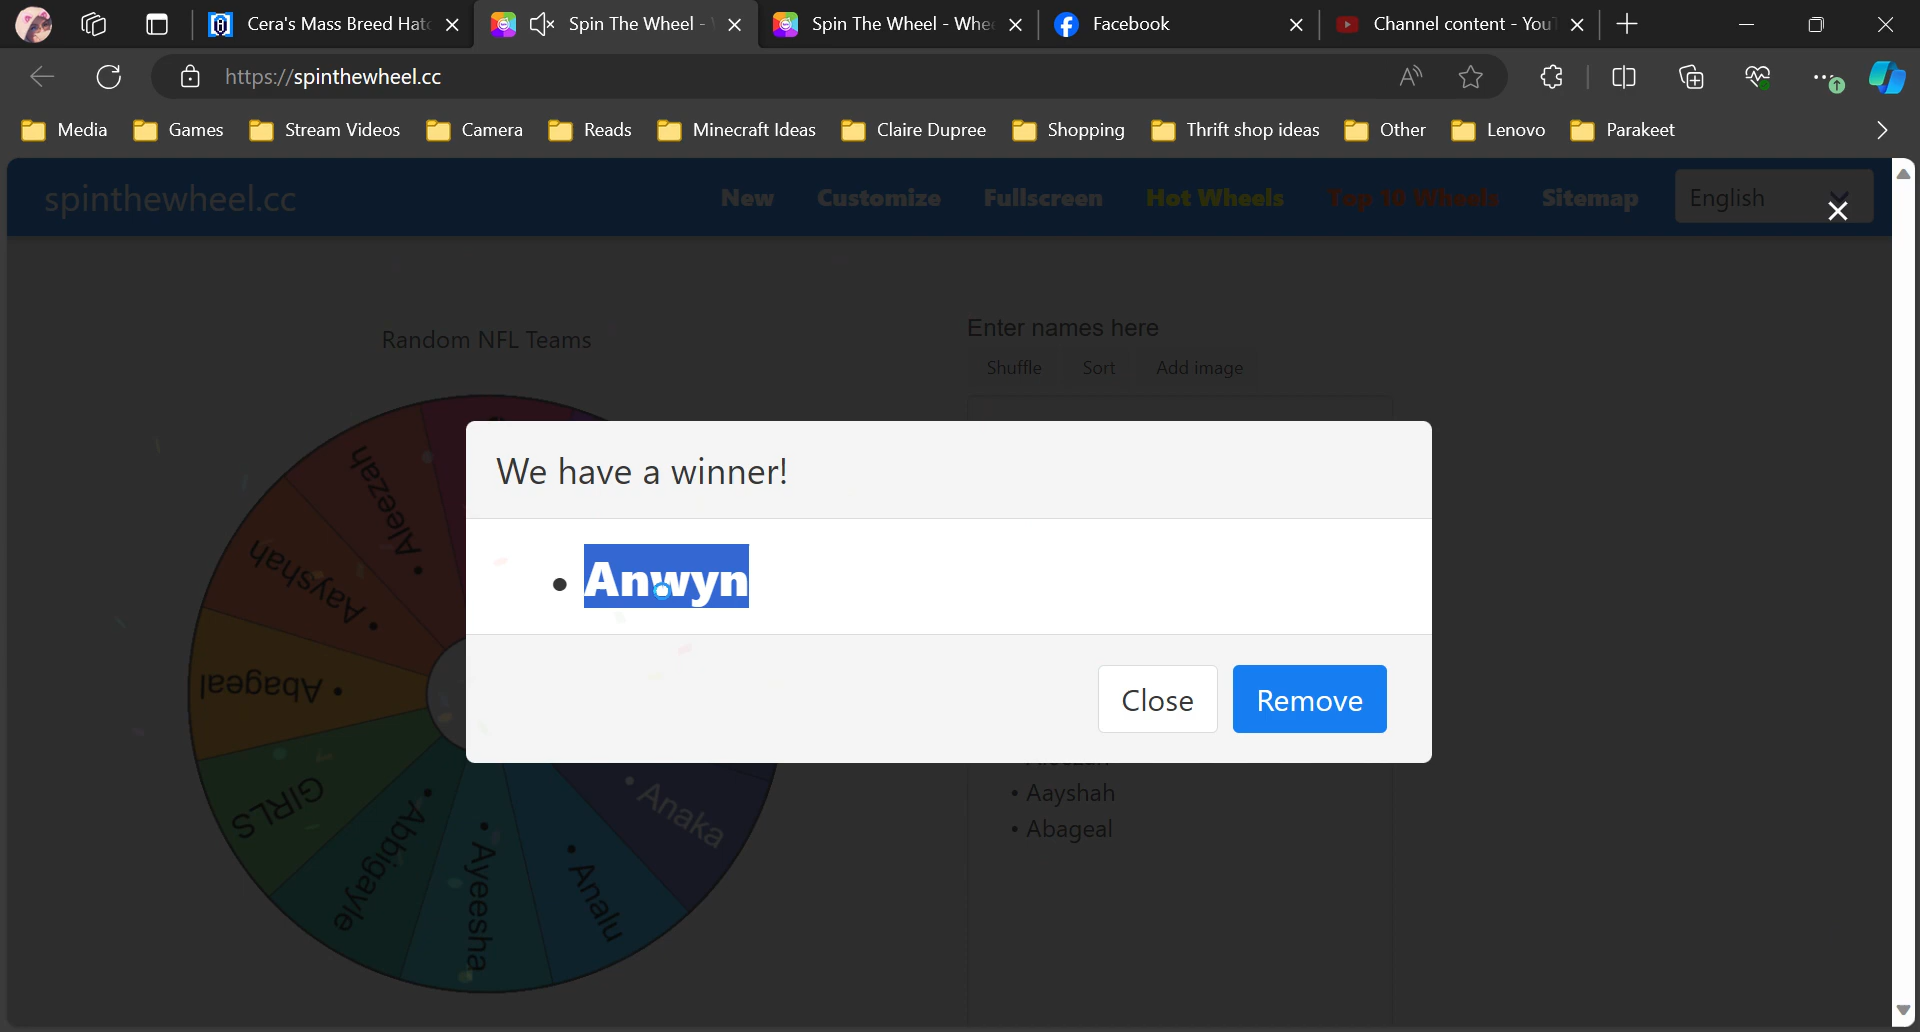 Cera's Mass Breed Hatc
Spin The Wheel -
Spin The Wheel - Whe
Facebook
Channel content - YouT
https://spinthewheel.cc
Media
Games
Stream Videos
Camera
Reads
Minecraft Ideas
Claire Dupree
Shopping
Thrift shop ideas
Other
Lenovo
Parakeet
spinthewheel.cc
New
Customize
Fullscreen
Hot Wheels
Top 10 Wheels
Sitemap
English
Random NFL Teams
Enter names here
Shuffle
Sort
Add image
We have a winner!
• Anwyn
Close
Remove
• Aleezah
• Aayshah
• Abageal
GIRLS
• Abbigayle
• Ayeesha
• Analu
• Anaka
• Aayshah
• Abageal